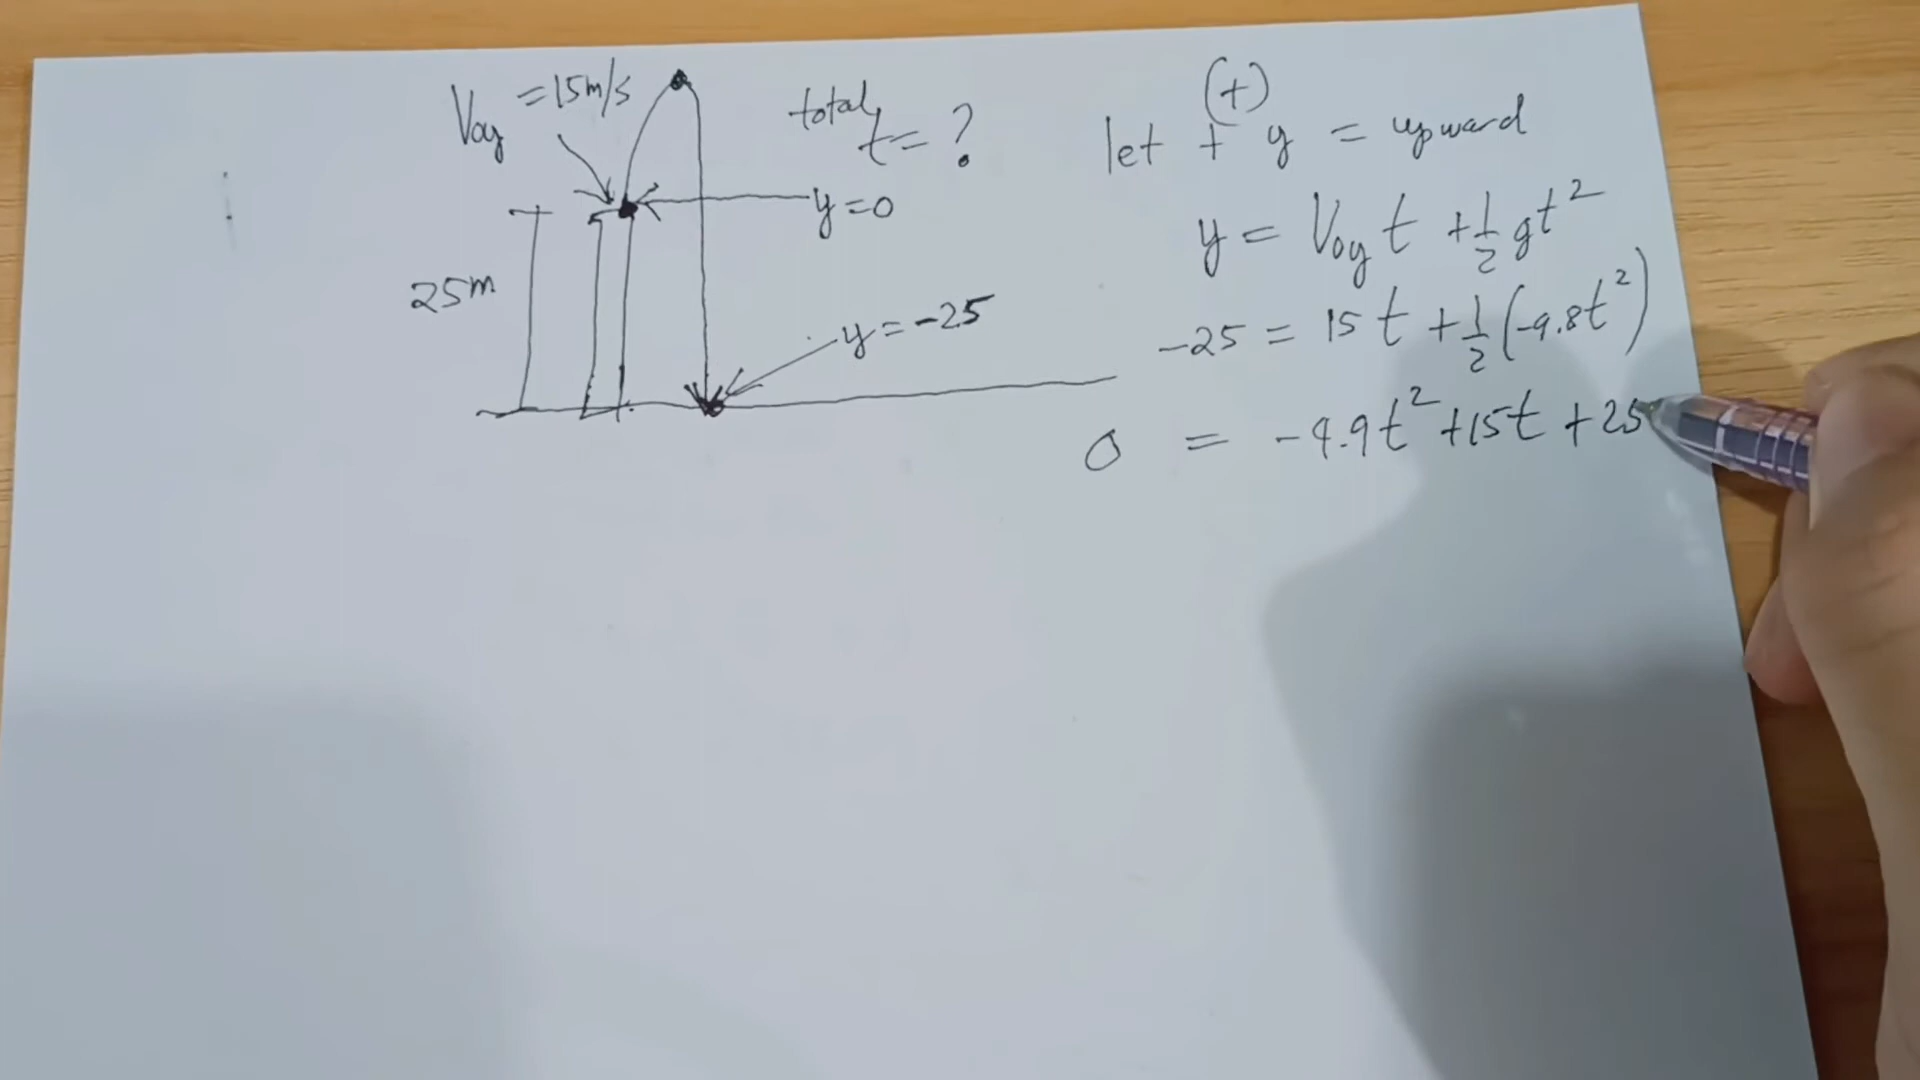 Voy = 15m/s
total t = ?
y = 0
25m
y = -25
(+)
let + y = upward
y = Voy t + 1/2 gt²
-25 = 15 t + 1/2 (-9.8t²)
0 = -4.9t² + 15t + 25